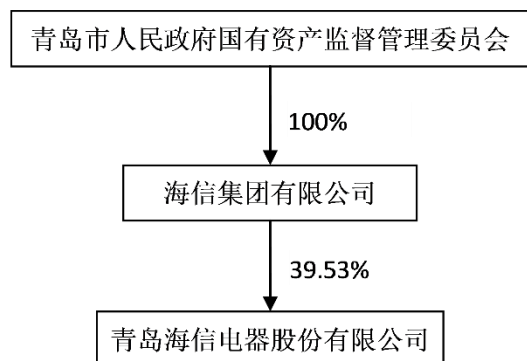 青岛市人民政府国有资产监督管理委员会
100%
海信集团有限公司
39.53%
青岛海信电器股份有限公司